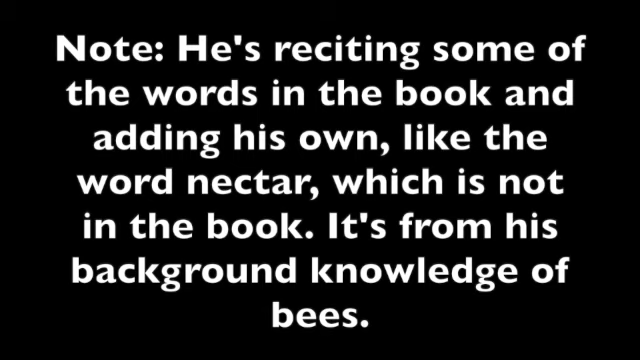 Note: He's reciting some of
the words in the book and
adding his own, like the
word nectar, which is not
in the book. It's from his
background knowledge of
bees.